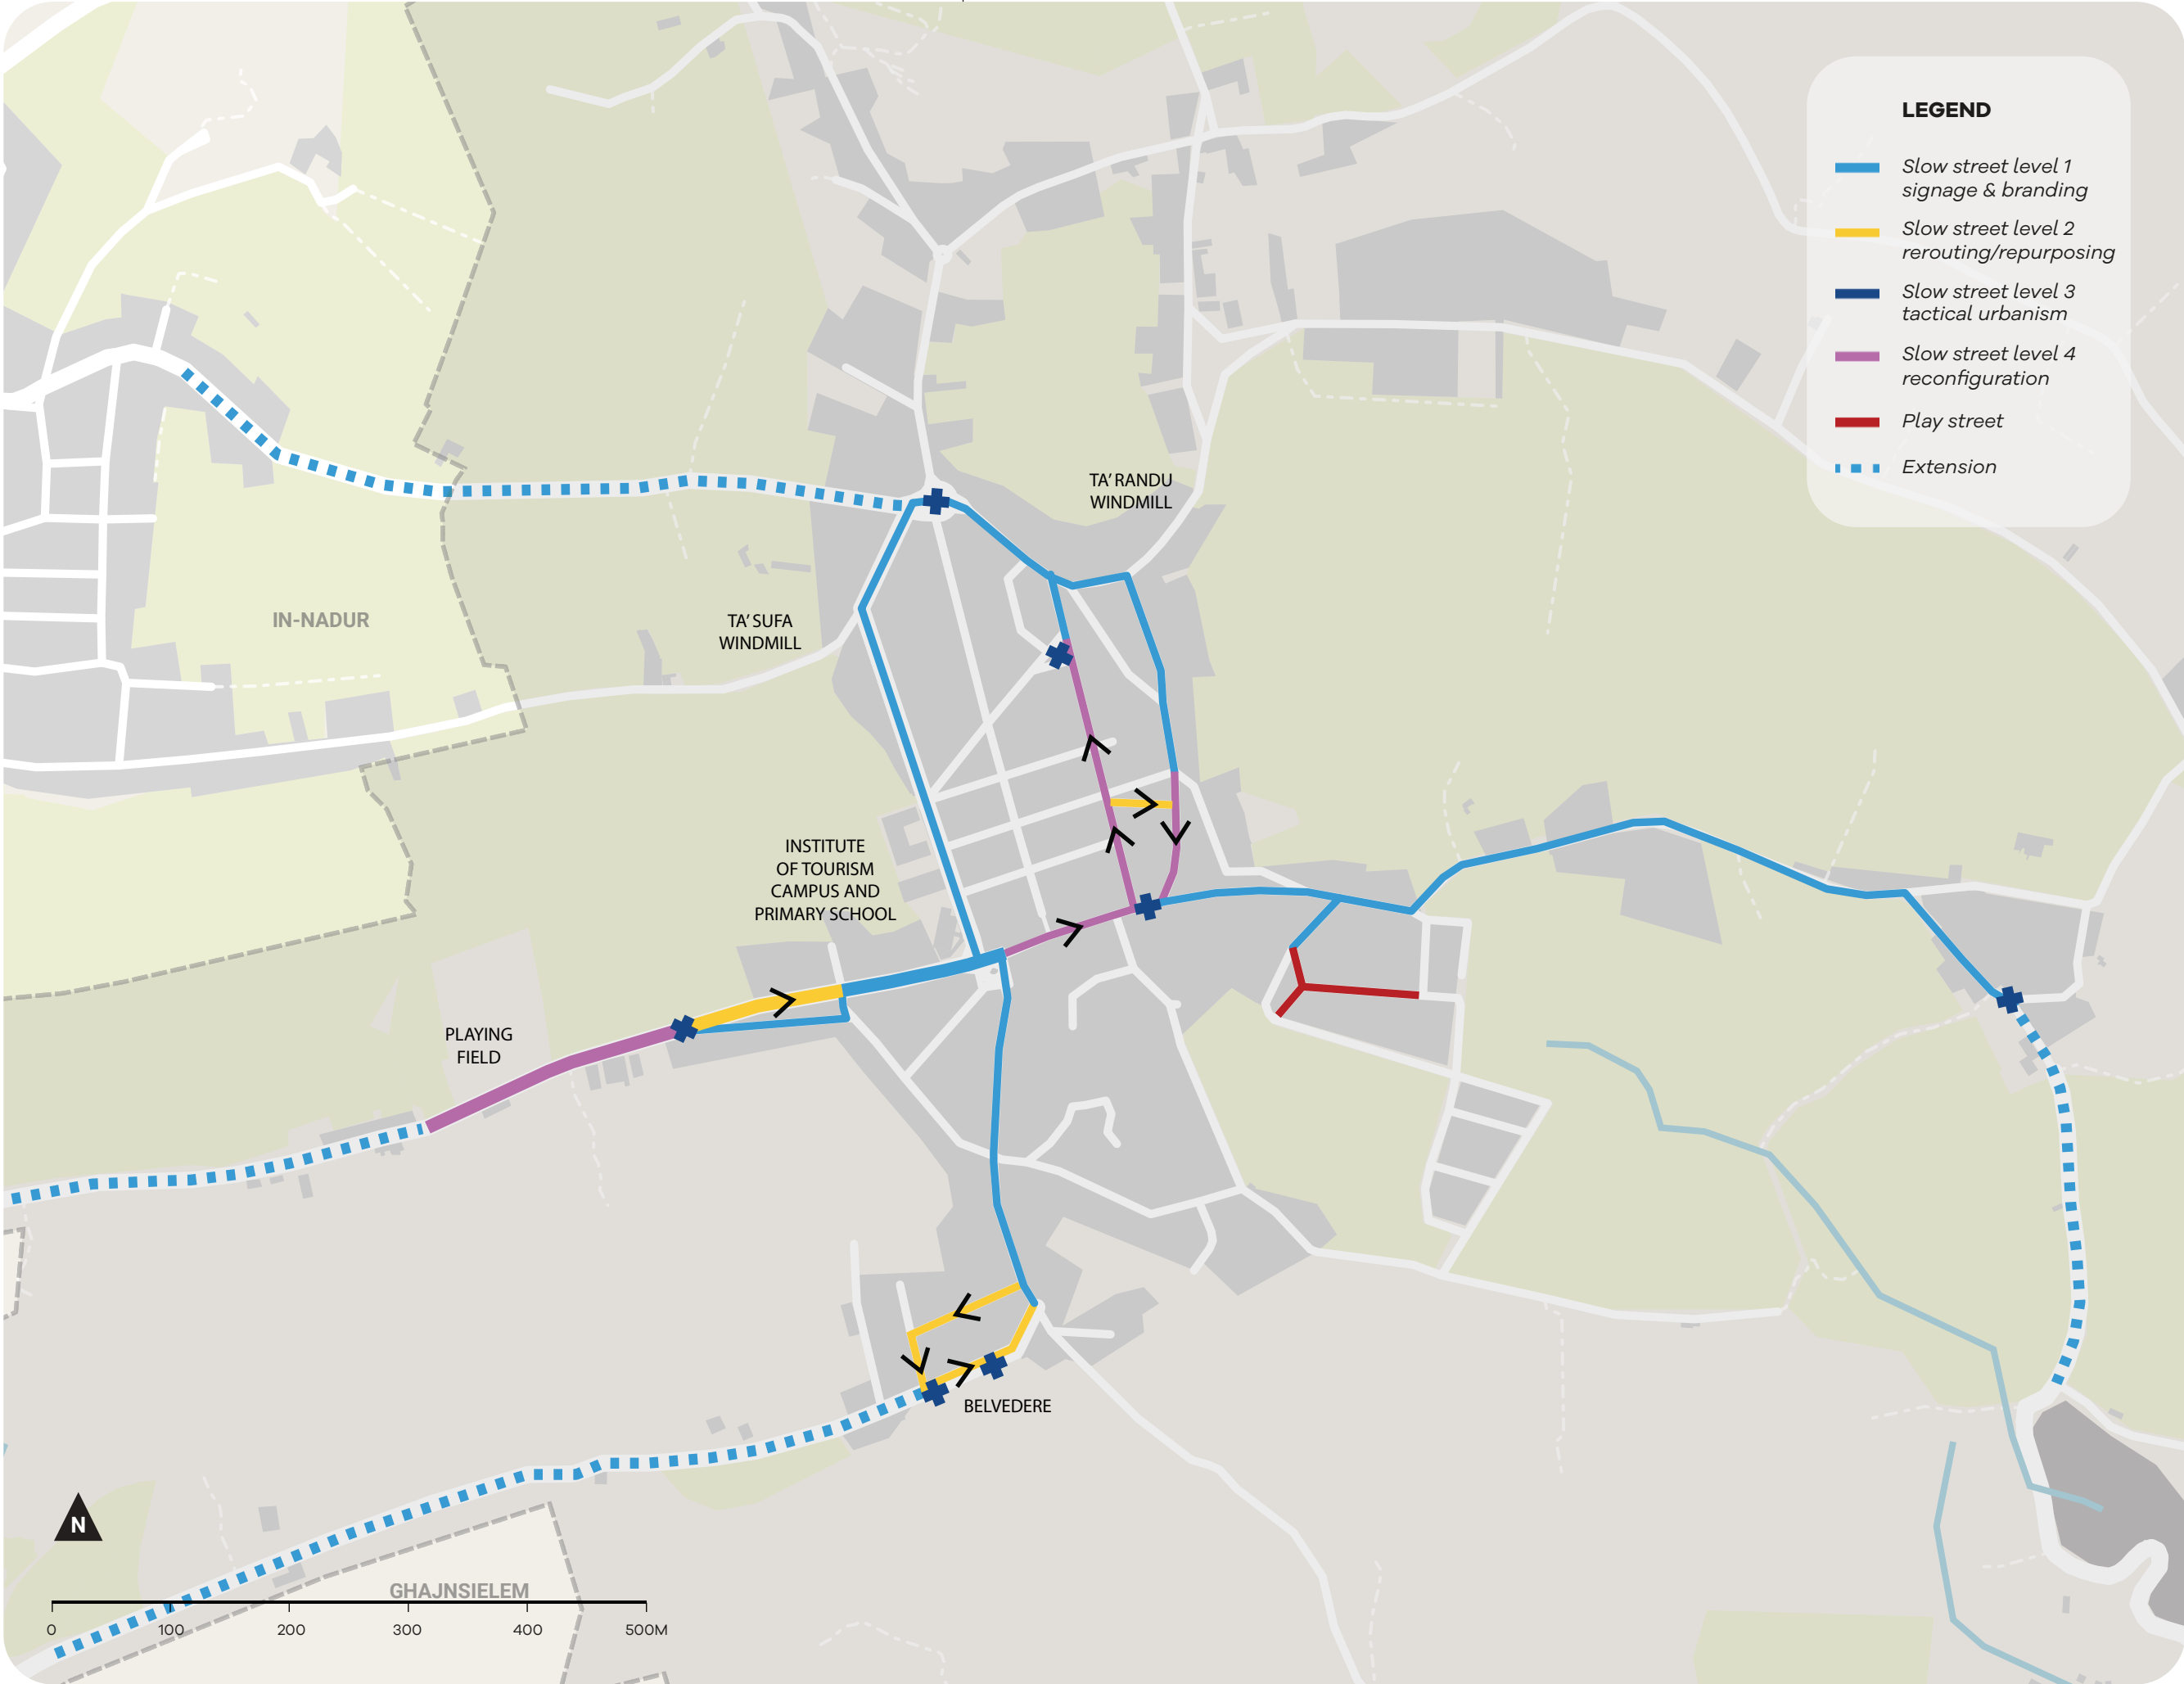 LEGEND
Slow street level 1
signage & branding
Slow street level 2
rerouting/repurposing
Slow street level 3
tactical urbanism
Slow street level 4
reconfiguration
Play street
Extension
TA' RANDU
WINDMILL
IN-NADUR
TA' SUFA
WINDMILL
INSTITUTE
OF TOURISM
CAMPUS AND
PRIMARY SCHOOL
PLAYING
FIELD
BELVEDERE
N
GHAJNSIELEM
0 100 200 300 400 500M